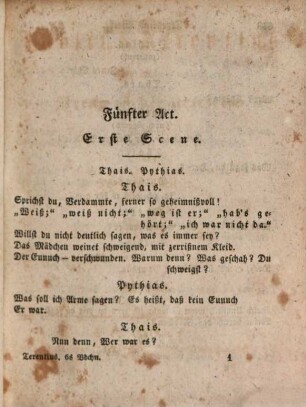 Fünfter Act.
Erste Scene.
Thais. Pythias.
Thais.
Sprichst du, Verdammte, ferner so geheimnißvoll!
„Weiß;“ „weiß nicht;“ „weg ist er;“ „hab's ge-
hört;“ „ich war nicht da.“
Willst du nicht deutlich sagen, was es immer sey?
Das Mädchen weinet schweigend, mit zerrißnem Kleid.
Der Eunuch – verschwunden. Warum denn? Was geschah? Du
schweigst?
Pythias.
Was soll ich Arme sagen? Es heißt, daß kein Eunuch
Er war.
Thais.
Nun denn, Wer war es?
Terentius. 6s Bdchn. 1